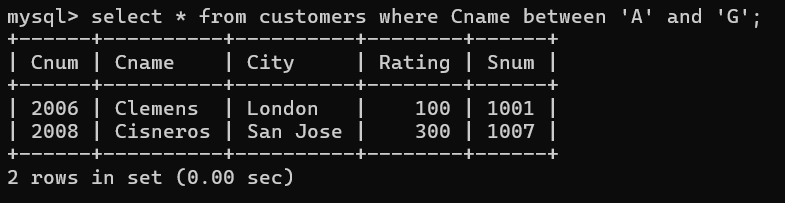 mysql> select * from customers where Cname between 'A' and 'G';
+------+----------+----------+--------+------+
| Cnum | Cname    | City     | Rating | Snum |
+------+----------+----------+--------+------+
| 2006 | Clemens  | London   |    100 | 1001 |
| 2008 | Cisneros | San Jose |    300 | 1007 |
+------+----------+----------+--------+------+
2 rows in set (0.00 sec)